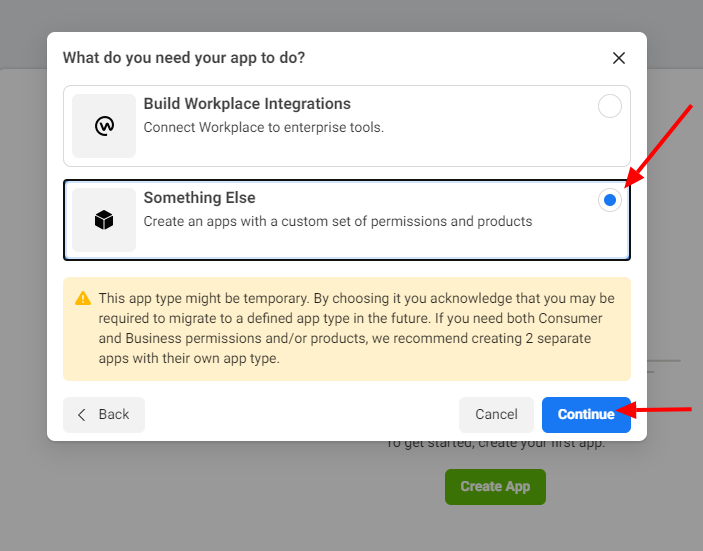 What do you need your app to do?
Build Workplace Integrations
Connect Workplace to enterprise tools.
Something Else
Create an apps with a custom set of permissions and products
This app type might be temporary. By choosing it you acknowledge that you may be
required to migrate to a defined app type in the future. If you need both Consumer
and Business permissions and/or products, we recommend creating 2 separate
apps with their own app type.
Back
Cancel
Continue
To get started, create your first app.
Create App